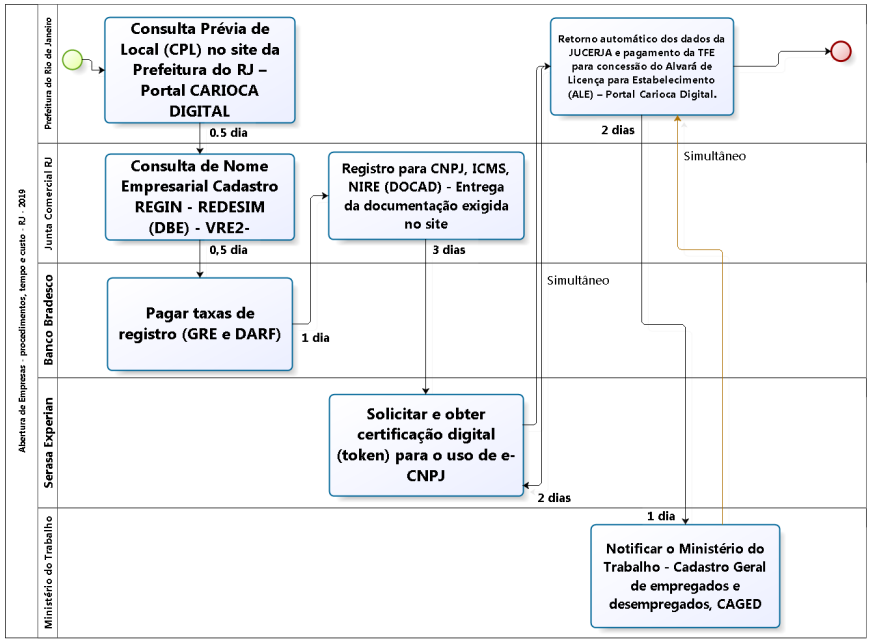 Abertura de Empresas - procedimentos, tempo e custo - RJ - 2019
Prefeitura do Rio de Janeiro
Consulta Prévia de
Local (CPL) no site da
Prefeitura do RJ –
Portal CARIOCA
DIGITAL
0.5 dia
Retorno automático dos dados da
JUCERJA e pagamento da TFE
para concessão do Alvará de
Licença para Estabelecimento
(ALE) – Portal Carioca Digital.
2 dias
Simultâneo
Junta Comercial RJ
Consulta de Nome
Empresarial Cadastro
REGIN - REDESIM
(DBE) - VRE2-
0,5 dia
Registro para CNPJ, ICMS,
NIRE (DOCAD) - Entrega
da documentação exigida
no site
3 dias
Simultâneo
Banco Bradesco
Pagar taxas de
registro (GRE e DARF)
1 dia
Serasa Experian
Solicitar e obter
certificação digital
(token) para o uso de e-
CNPJ
2 dias
Ministério do Trabalho
1 dia
Notificar o Ministério do
Trabalho - Cadastro Geral
de empregados e
desempregados, CAGED